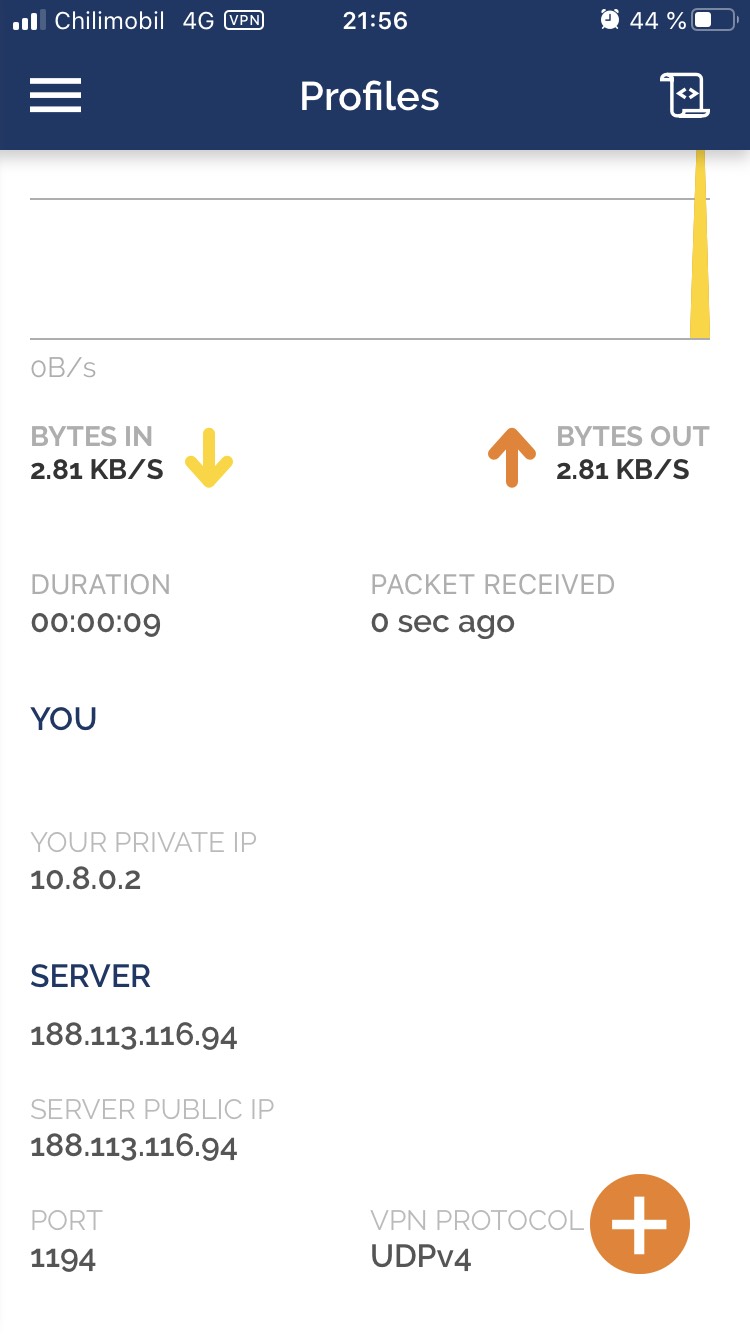 Chilimobil 4G VPN 21:56 44 %
Profiles
0B/s
BYTES IN
2.81 KB/S
BYTES OUT
2.81 KB/S
DURATION
00:00:09
PACKET RECEIVED
0 sec ago
YOU
YOUR PRIVATE IP
10.8.0.2
SERVER
188.113.116.94
SERVER PUBLIC IP
188.113.116.94
PORT
1194
VPN PROTOCOL
UDPv4